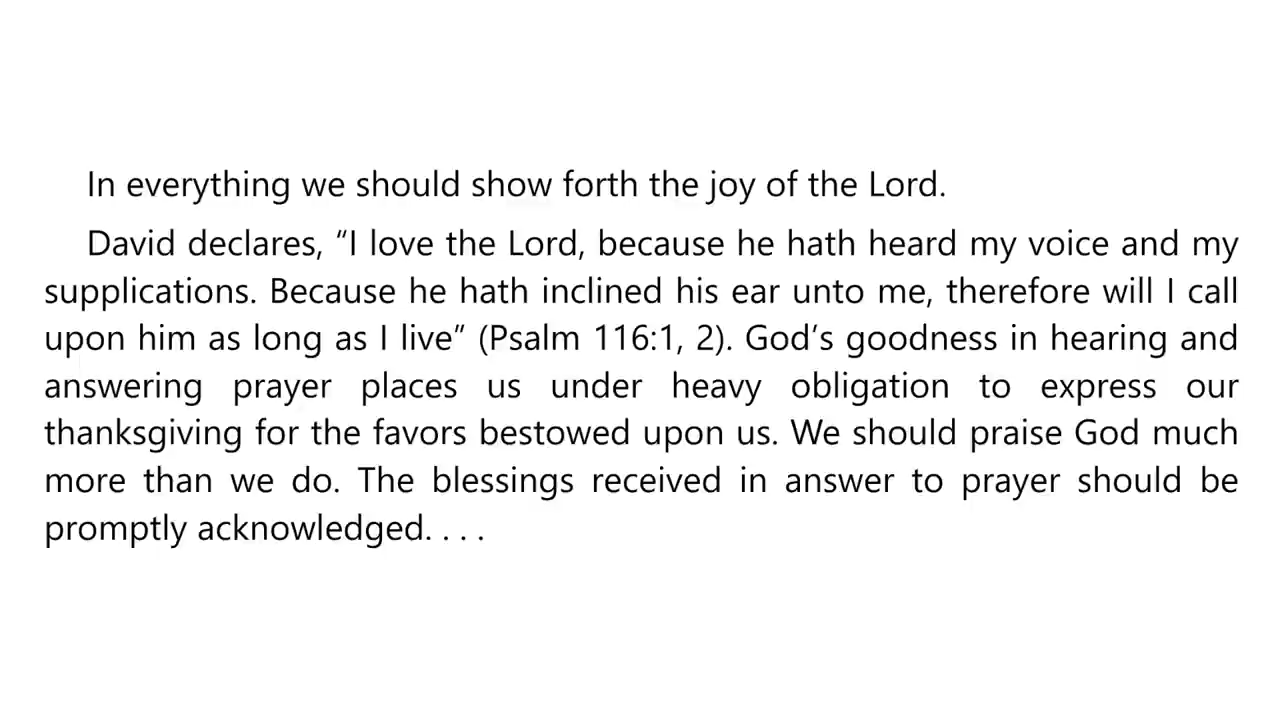 In everything we should show forth the joy of the Lord.
David declares, “I love the Lord, because he hath heard my voice and my
supplications. Because he hath inclined his ear unto me, therefore will I call
upon him as long as I live” (Psalm 116:1, 2). God’s goodness in hearing and
answering prayer places us under heavy obligation to express our
thanksgiving for the favors bestowed upon us. We should praise God much
more than we do. The blessings received in answer to prayer should be
promptly acknowledged. . . .